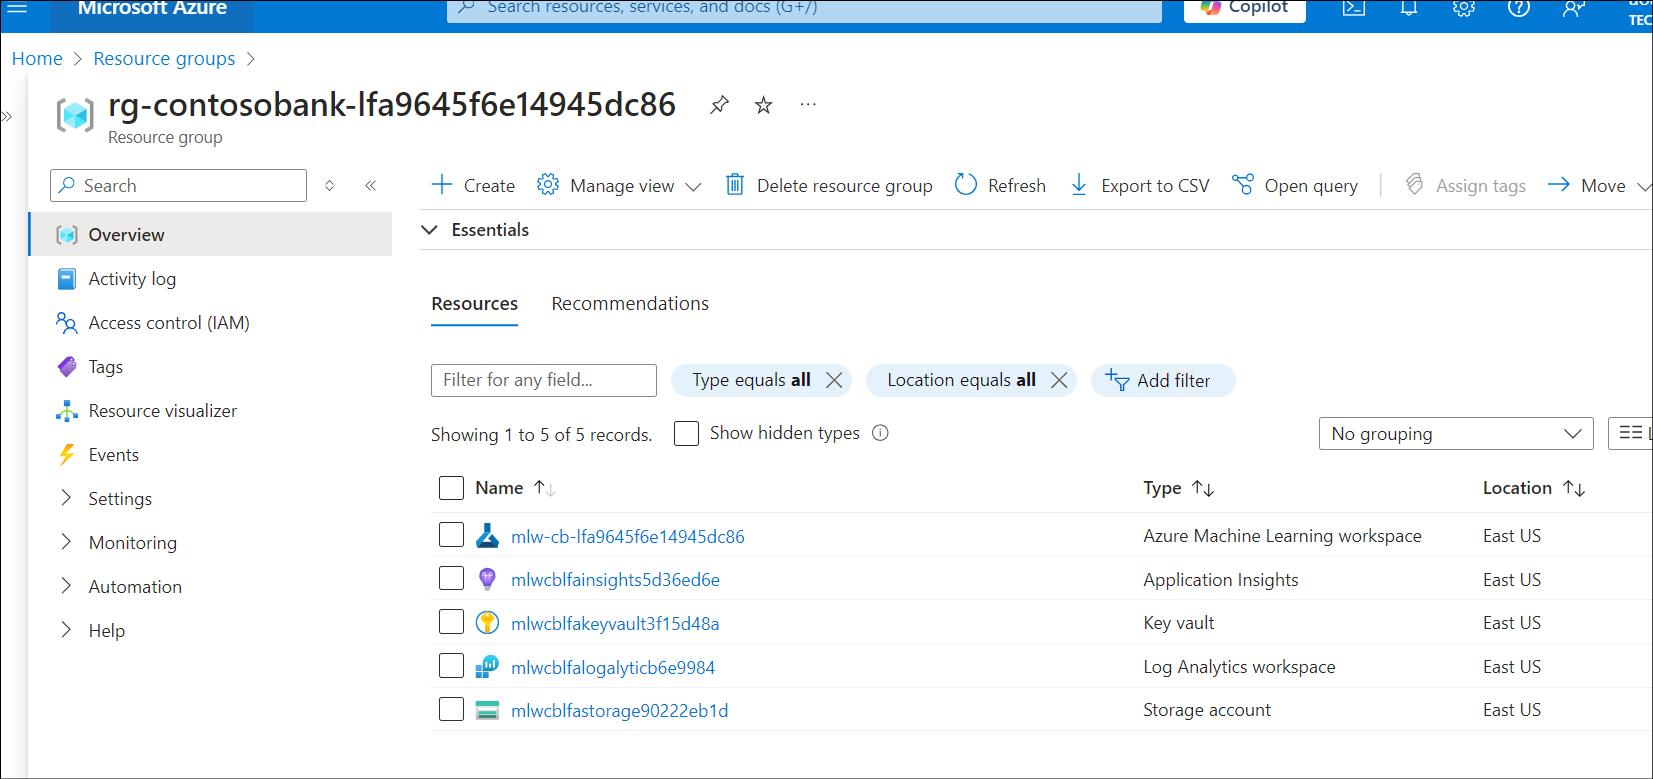 Microsoft Azure
Search resources, services, and docs (G+/)
Copilot
TEC
Home > Resource groups >
rg-contosobank-lfa9645f6e14945dc86
Resource group
Search
Create Manage view Delete resource group Refresh Export to CSV Open query Assign tags Move
Overview
Essentials
Activity log
Resources Recommendations
Access control (IAM)
Tags
Filter for any field... Type equals all Location equals all Add filter
Resource visualizer
Showing 1 to 5 of 5 records. Show hidden types No grouping
Events
Settings
Name Type Location
Monitoring
mlw-cb-lfa9645f6e14945dc86 Azure Machine Learning workspace East US
Automation
mlwcblfainsights5d36ed6e Application Insights East US
Help
mlwcblfakeyvault3f15d48a Key vault East US
mlwcblfalogalyticb6e9984 Log Analytics workspace East US
mlwcblfastorage90222eb1d Storage account East US